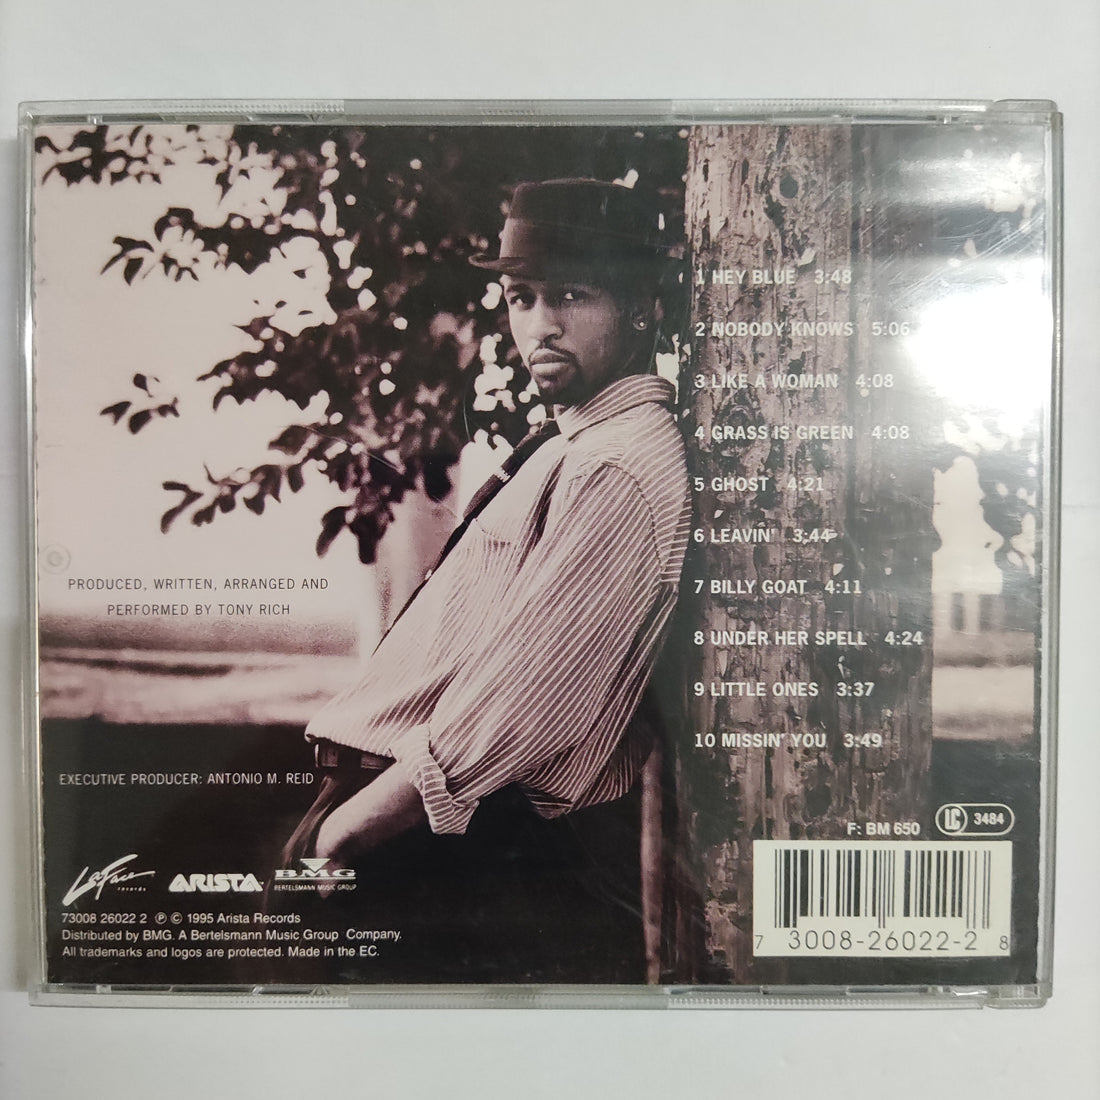 1 HEY BLUE 3:48
2 NOBODY KNOWS 5:06
3 LIKE A WOMAN 4:08
4 GRASS IS GREEN 4:08
5 GHOST 4:21
6 LEAVIN' 3:44
7 BILLY GOAT 4:11
8 UNDER HER SPELL 4:24
9 LITTLE ONES 3:37
10 MISSIN' YOU 3:49
PRODUCED, WRITTEN, ARRANGED AND
PERFORMED BY TONY RICH
EXECUTIVE PRODUCER: ANTONIO M. REID
LaFace
records
ARISTA
BMG
BERTELSMANN MUSIC GROUP
73008 26022 2 ℗ © 1995 Arista Records
Distributed by BMG. A Bertelsmann Music Group Company.
All trademarks and logos are protected. Made in the EC.
F: BM 650
LC 3484
7 3008-26022-2 8